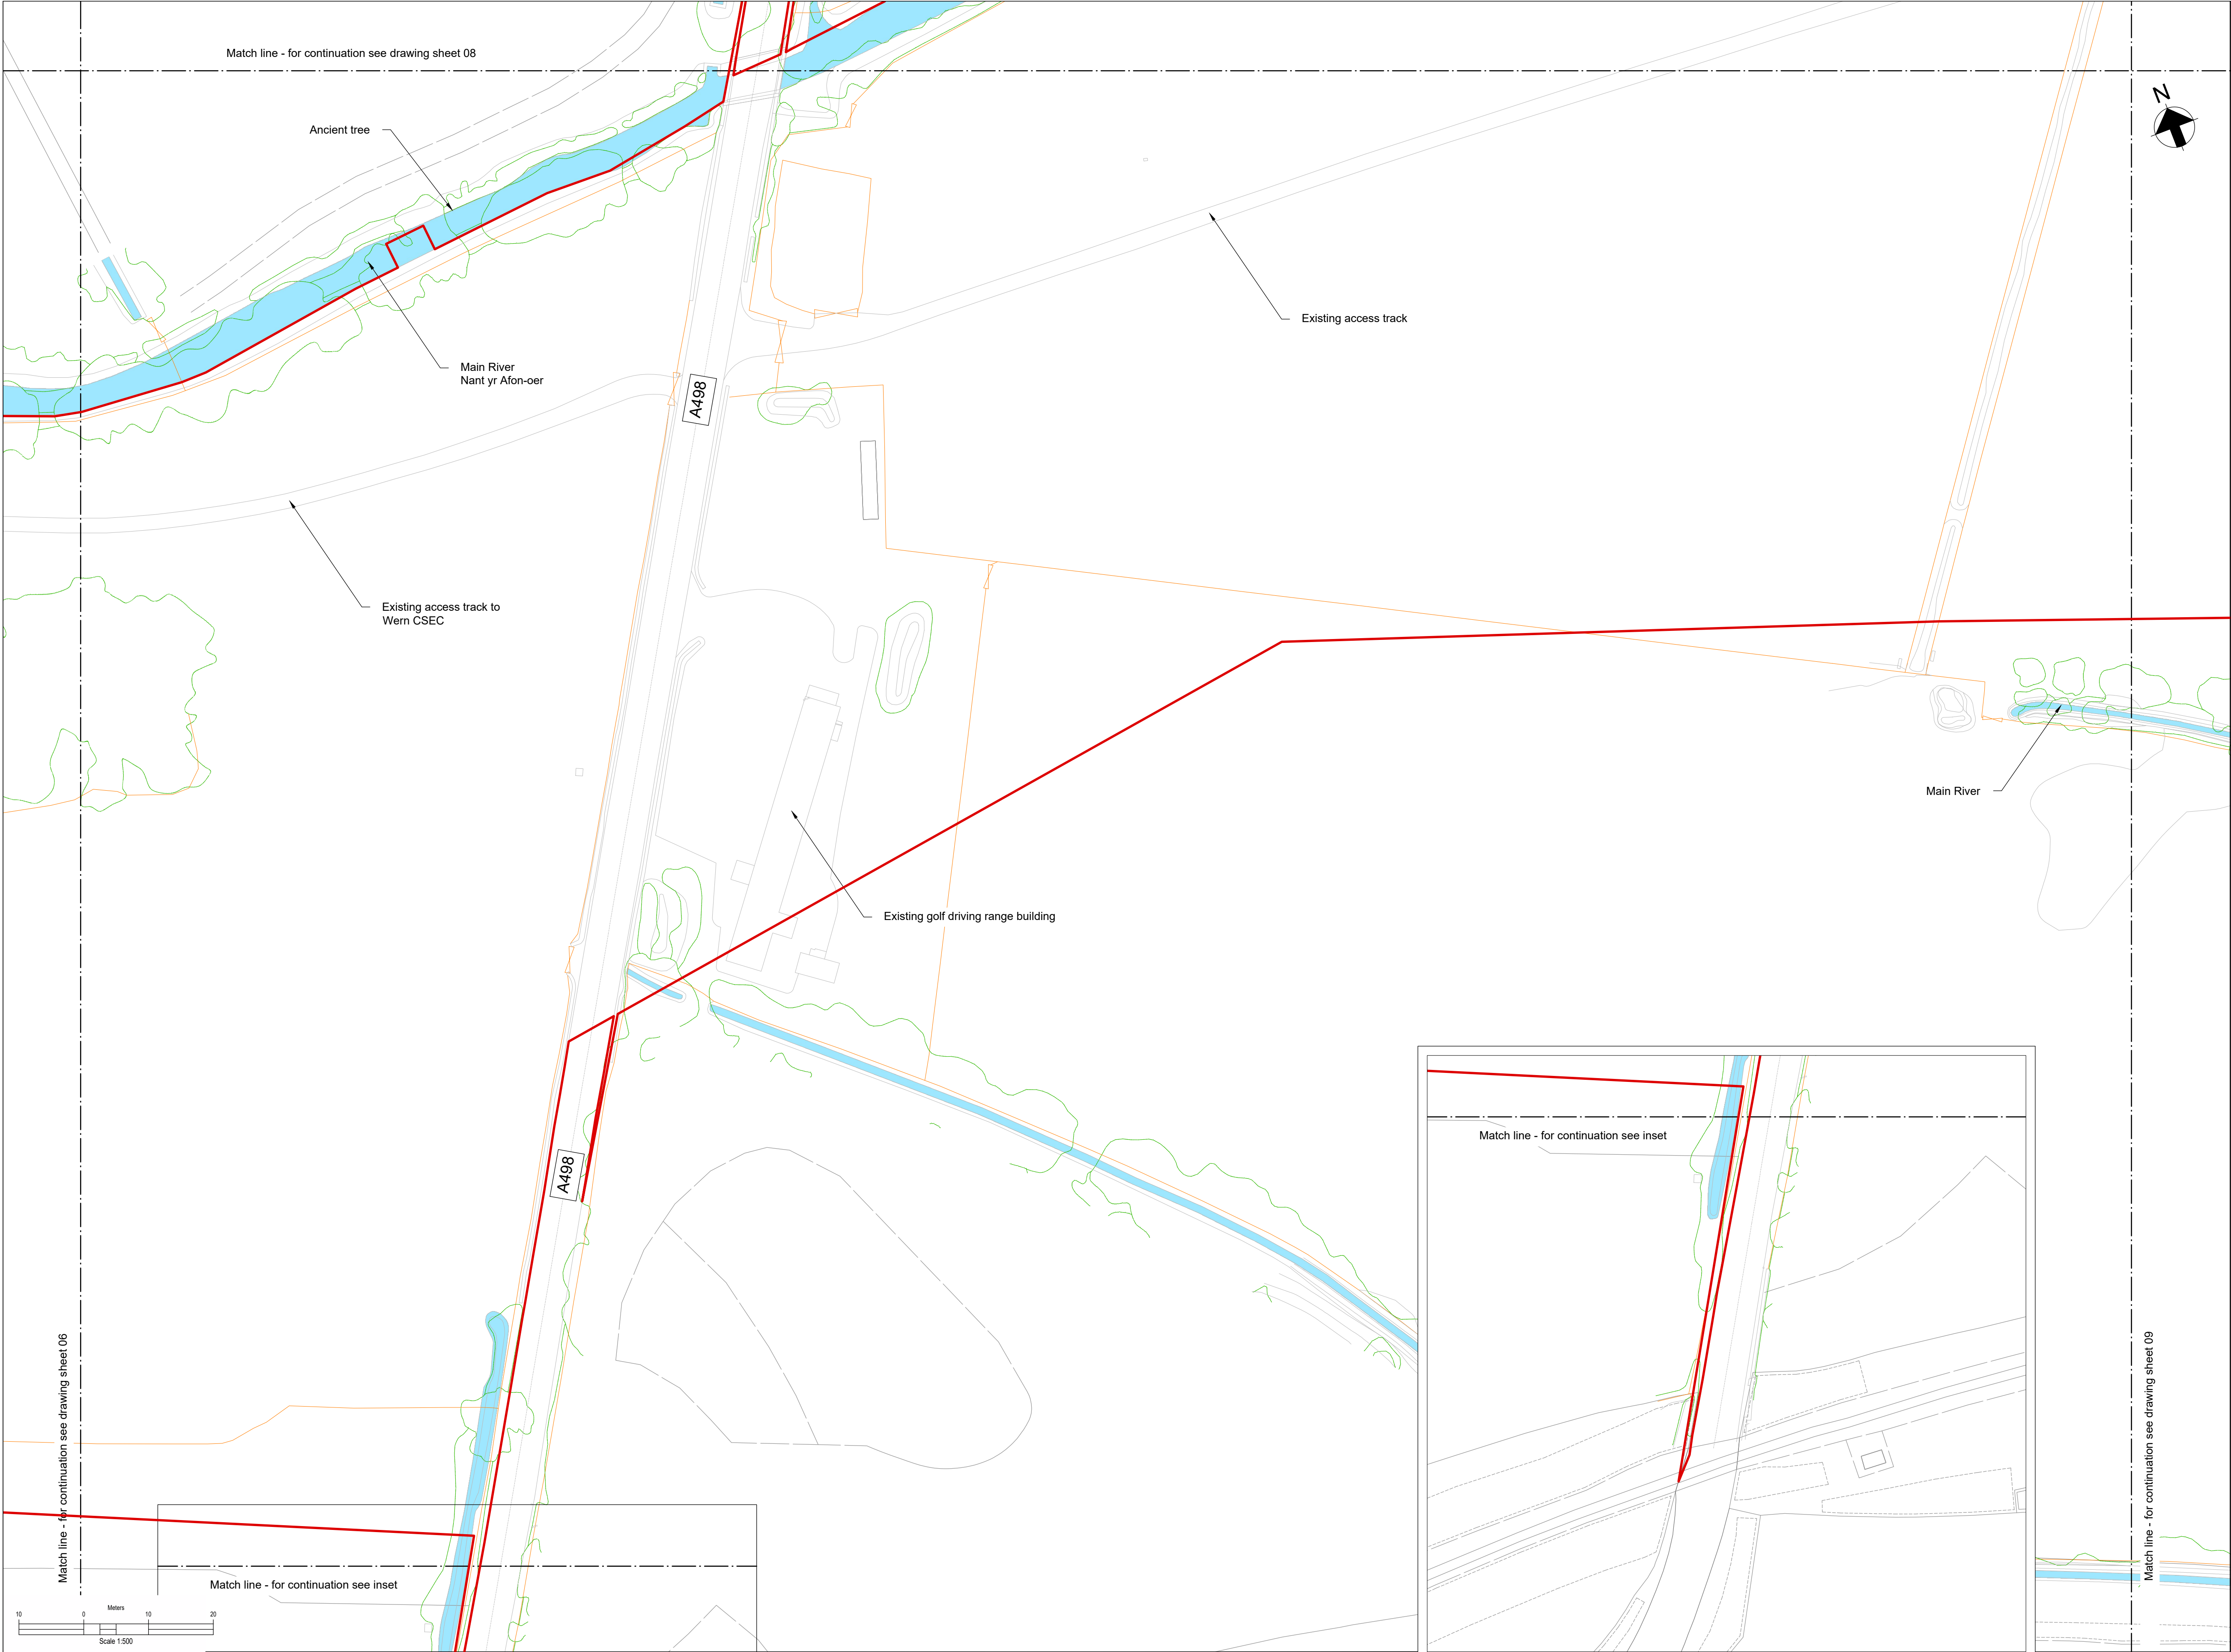 Match line - for continuation see drawing sheet 08
N
Ancient tree
Existing access track
Main River
Nant yr Afon-oer
A498
Existing access track to
Wern CSEC
Main River
Existing golf driving range building
Match line - for continuation see inset
A498
Match line - for continuation see drawing sheet 06
Match line - for continuation see drawing sheet 09
Match line - for continuation see inset
Meters
10 0 10 20
Scale 1:500